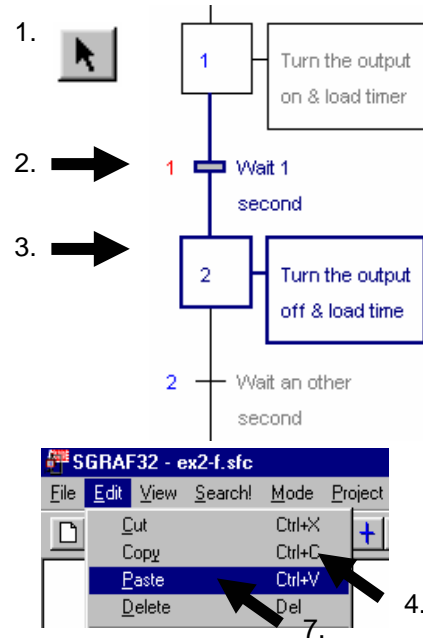 1.
1 Turn the output
on & load timer
2.
1 Wait 1
second
3.
2 Turn the output
off & load time
2 Wait an other
second
SGRAF32 - ex2-f.sfc
File Edit View Search! Mode Project
Cut Ctrl+X
Copy Ctrl+C
Paste Ctrl+V
Delete Del
4.
7.